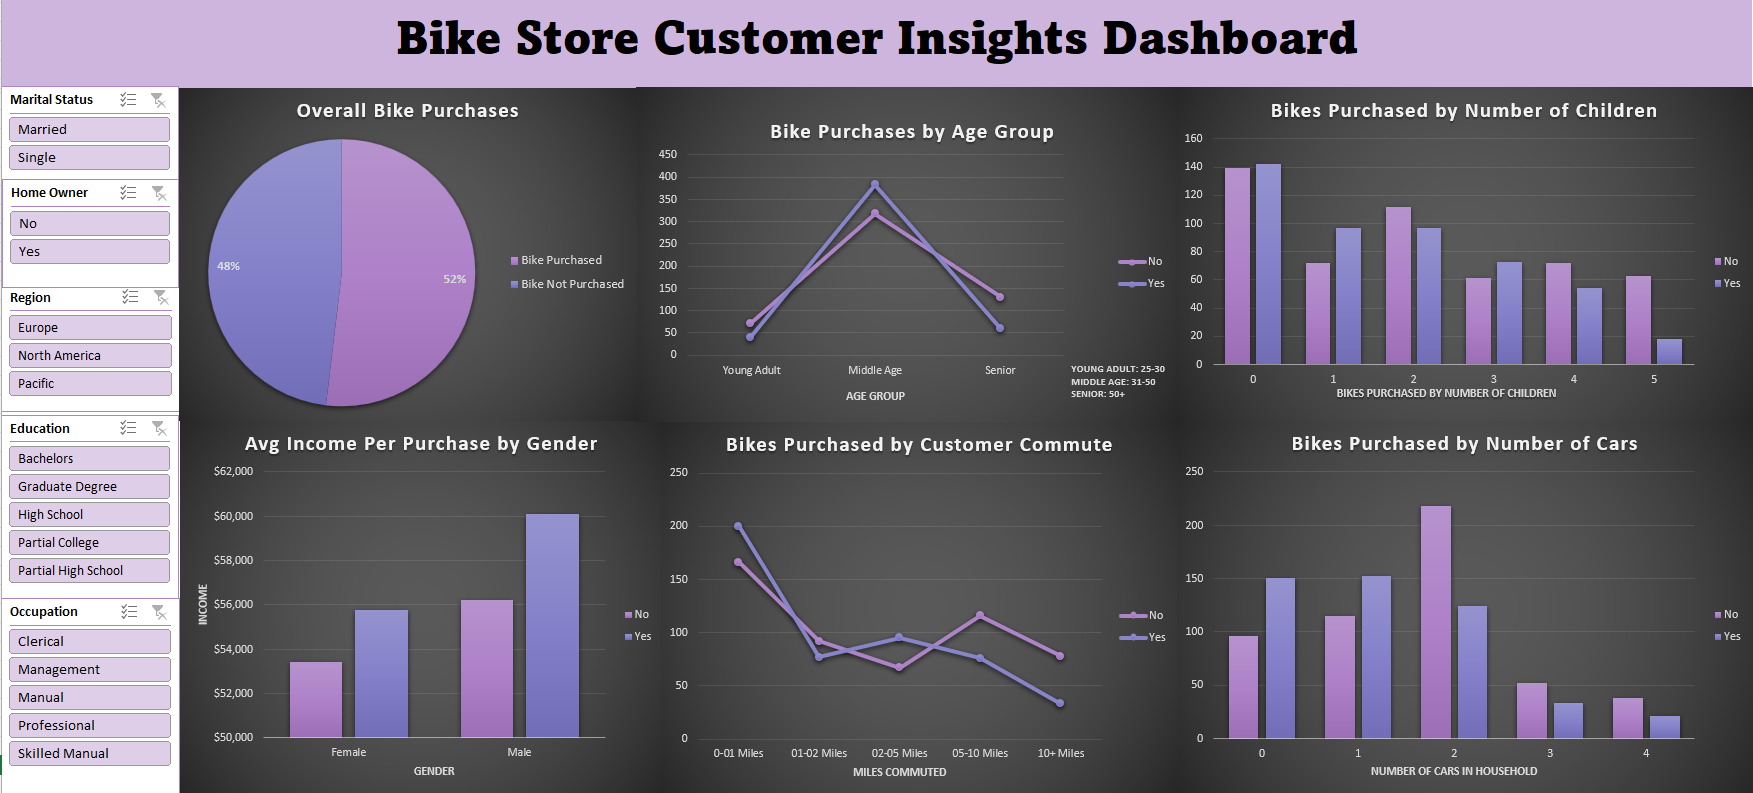 Bike Store Customer Insights Dashboard
Marital Status
Married
Single
Home Owner
No
Yes
Region
Europe
North America
Pacific
Education
Bachelors
Graduate Degree
High School
Partial College
Partial High School
Occupation
Clerical
Management
Manual
Professional
Skilled Manual
Overall Bike Purchases
48%
52%
Bike Purchased
Bike Not Purchased
Bike Purchases by Age Group
450
400
350
300
250
200
150
100
50
0
Young Adult Middle Age Senior
AGE GROUP
No
Yes
YOUNG ADULT: 25-30
MIDDLE AGE: 31-50
SENIOR: 50+
Bikes Purchased by Number of Children
160
140
120
100
80
60
40
20
0
0 1 2 3 4 5
BIKES PURCHASED BY NUMBER OF CHILDREN
No
Yes
Avg Income Per Purchase by Gender
$62,000
$60,000
$58,000
$56,000
$54,000
$52,000
$50,000
INCOME
Female Male
GENDER
No
Yes
Bikes Purchased by Customer Commute
250
200
150
100
50
0
0-01 Miles 01-02 Miles 02-05 Miles 05-10 Miles 10+ Miles
MILES COMMUTED
No
Yes
Bikes Purchased by Number of Cars
250
200
150
100
50
0
0 1 2 3 4
NUMBER OF CARS IN HOUSEHOLD
No
Yes